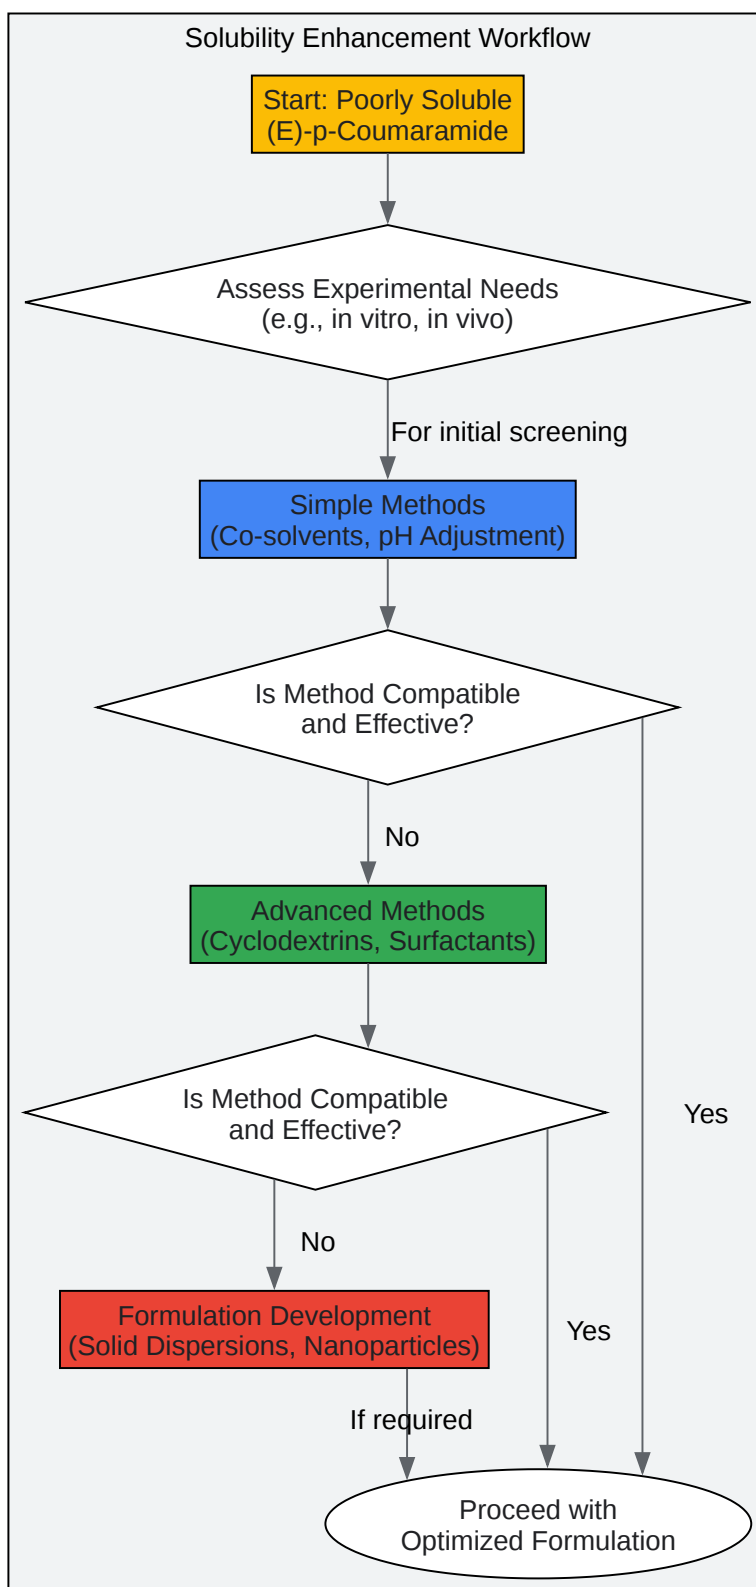 Solubility Enhancement Workflow
Start: Poorly Soluble
(E)-p-Coumaramide
Assess Experimental Needs
(e.g., in vitro, in vivo)
For initial screening
Simple Methods
(Co-solvents, pH Adjustment)
Is Method Compatible
and Effective?
No
Advanced Methods
(Cyclodextrins, Surfactants)
Is Method Compatible
and Effective?
Yes
No
Formulation Development
(Solid Dispersions, Nanoparticles)
Yes
If required
Proceed with
Optimized Formulation